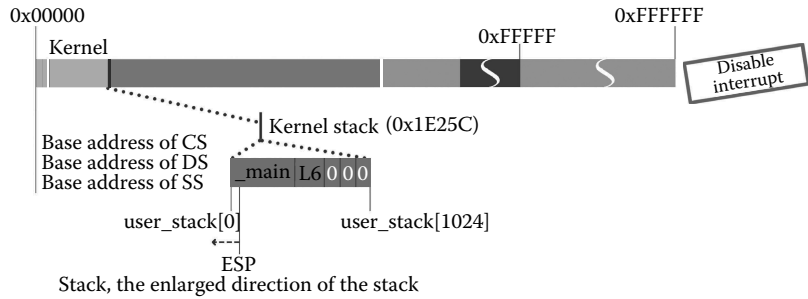 0x00000
0xFFFFFF
0xFFFFF
Kernel
Disable
interrupt
Kernel stack (0x1E25C)
Base address of CS
Base address of DS
Base address of SS
_main L6 0 0 0
user_stack[0]
user_stack[1024]
ESP
Stack, the enlarged direction of the stack